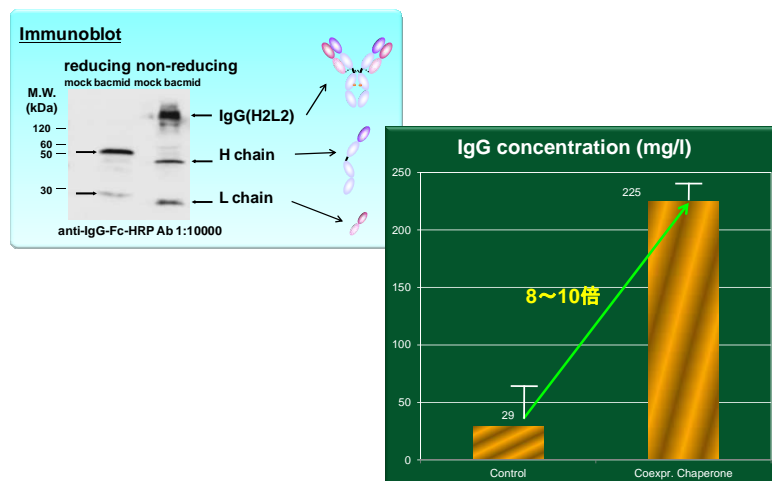 Immunoblot
reducing non-reducing
mock bacmid mock bacmid
M.W.
(kDa)
120
60
50
30
IgG(H2L2)
H chain
L chain
anti-IgG-Fc-HRP Ab 1:10000
IgG concentration (mg/l)
250
200
150
100
50
0
225
8～10倍
29
Control
Coexpr. Chaperone